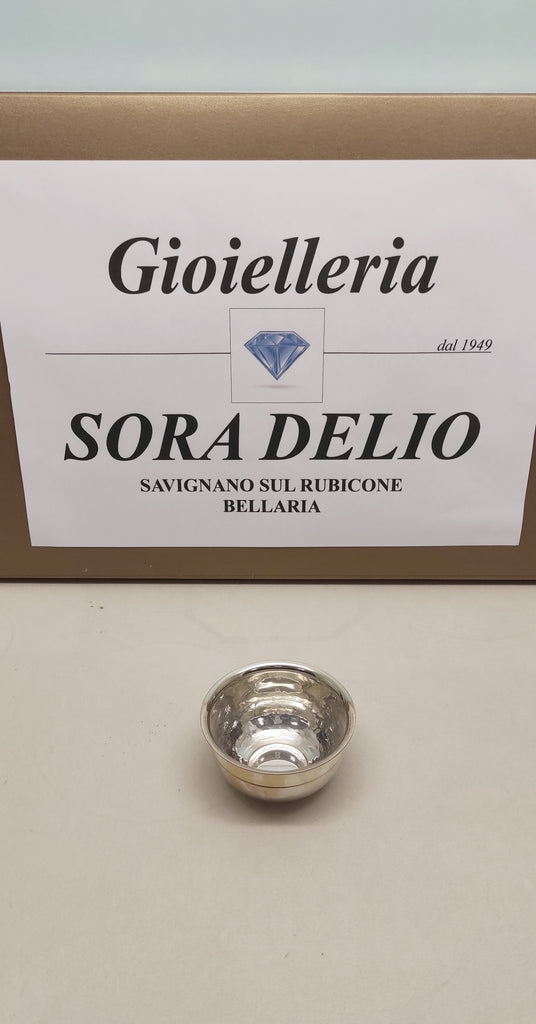 Gioielleria
dal 1949
SORA DELIO
SAVIGNANO SUL RUBICONE
BELLARIA